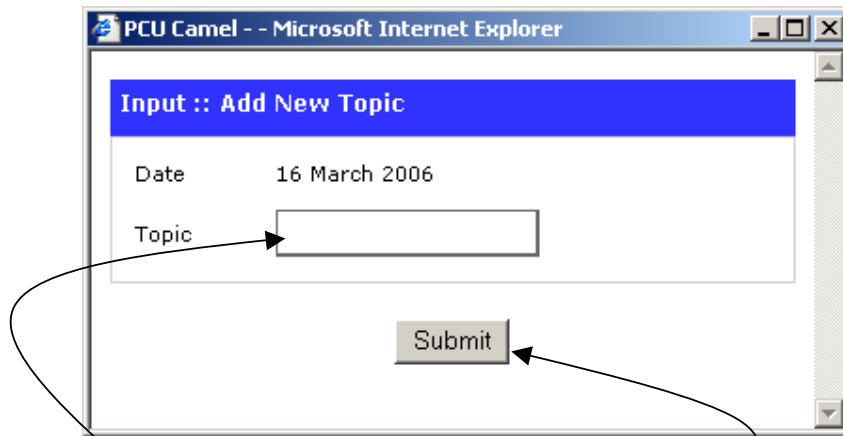 PCU Camel - - Microsoft Internet Explorer
Input :: Add New Topic
Date 16 March 2006
Topic
Submit